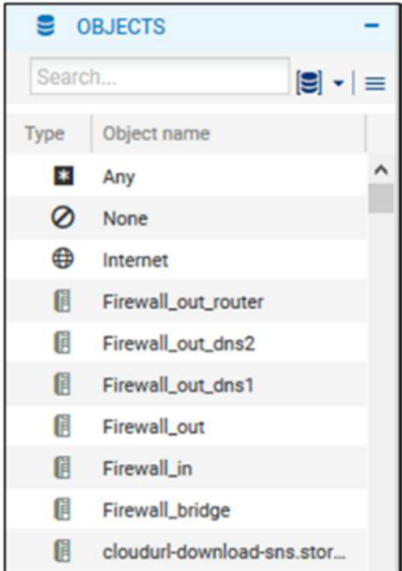 OBJECTS
Search...
Type Object name
Any
None
Internet
Firewall_out_router
Firewall_out_dns2
Firewall_out_dns1
Firewall_out
Firewall_in
Firewall_bridge
cloudurl-download-sns.stor...